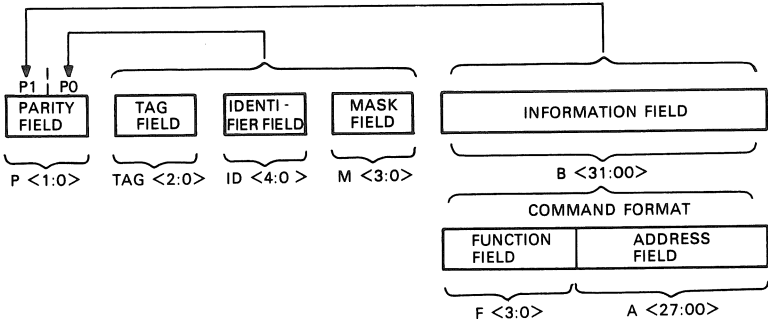 P1 P0
PARITY FIELD
TAG FIELD
IDENTI-FIER FIELD
MASK FIELD
INFORMATION FIELD
P <1:0>
TAG <2:0>
ID <4:0 >
M <3:0>
B <31:00>
COMMAND FORMAT
FUNCTION FIELD
ADDRESS FIELD
F <3:0>
A <27:00>